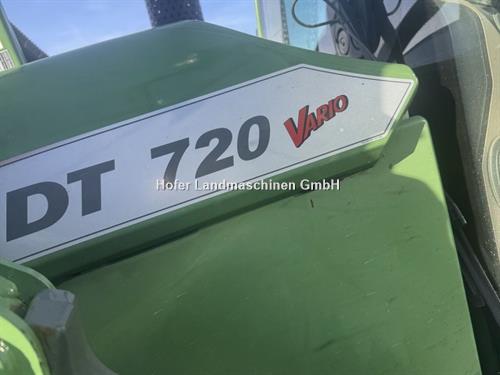 DT 720 VARIO
Hofer Landmaschinen GmbH